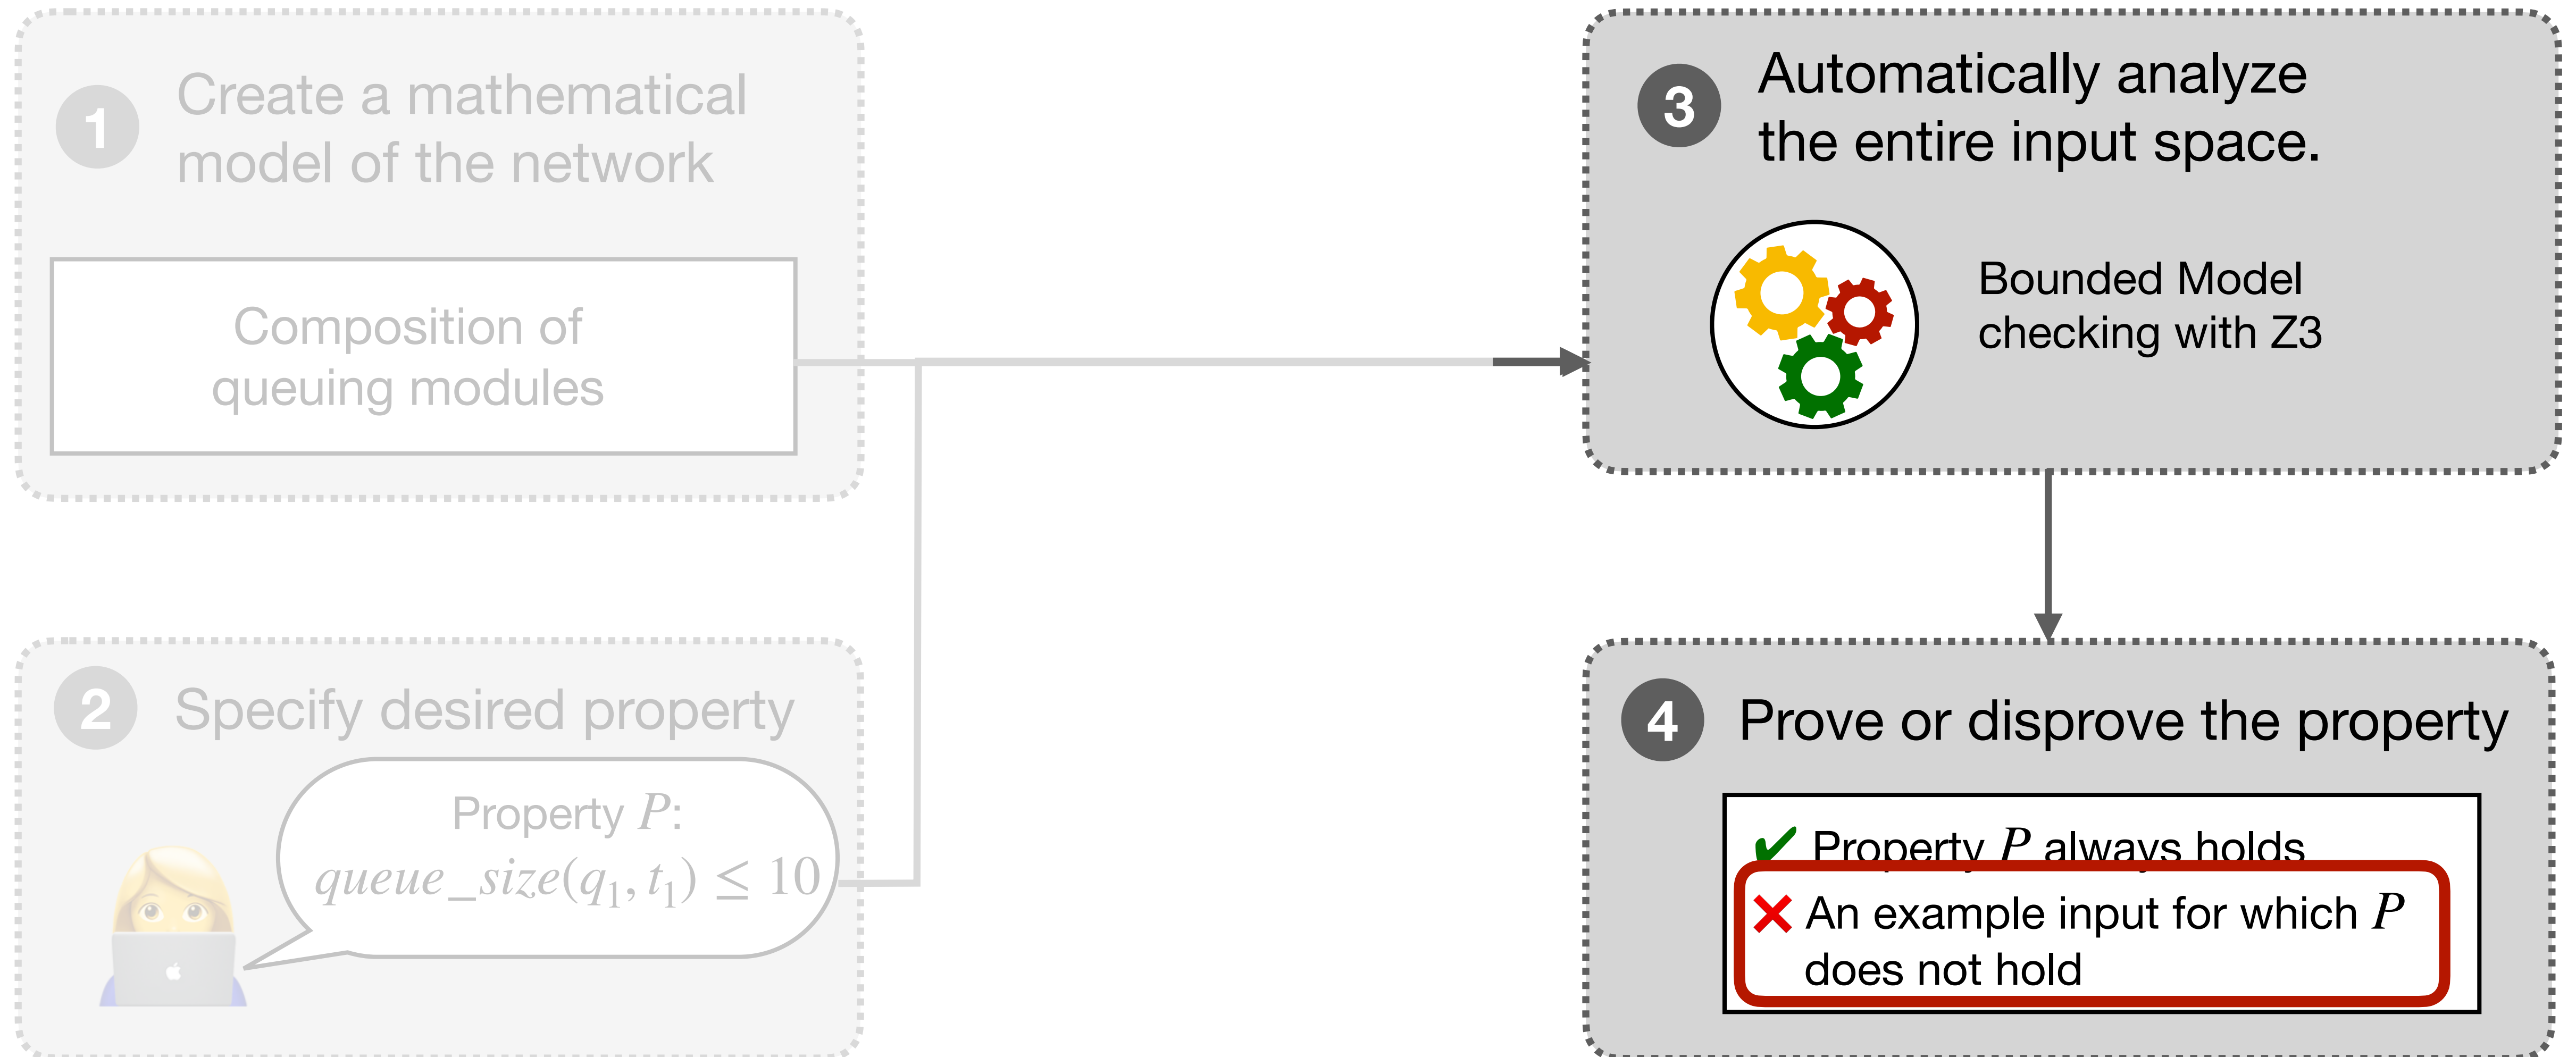 1
Create a mathematical
model of the network
Composition of
queuing modules
2
Specify desired property
Property P:
queue_size(q₁, t₁) ≤ 10
3
Automatically analyze
the entire input space.
Bounded Model
checking with Z3
4
Prove or disprove the property
✔ Property P always holds
✕ An example input for which P
does not hold